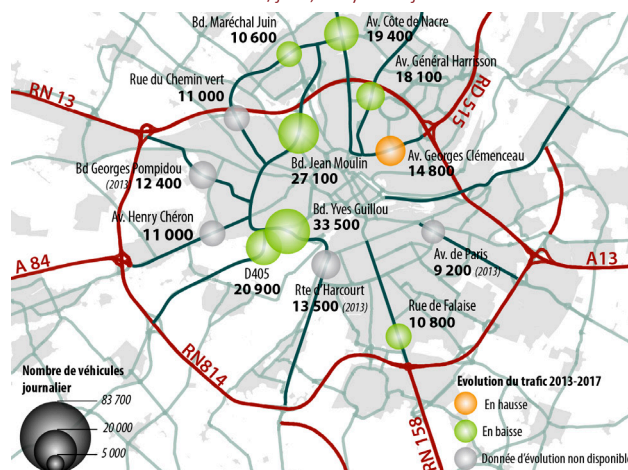 Bd. Maréchal Juin
10 600
Av. Côte de Nacre
19 400
Av. Général Harrisson
18 100
Rue du Chemin vert
11 000
RN 13
RD 515
Bd Georges Pompidou
(2013) 12 400
Bd. Jean Moulin
27 100
Av. Georges Clémenceau
14 800
Av. Henry Chéron
11 000
Bd. Yves Guillou
33 500
A 84
D405
20 900
Rte d'Harcourt
13 500 (2013)
Av. de Paris
9 200 (2013)
A13
Rue de Falaise
10 800
RN814
RN 158
Nombre de véhicules
journalier
83 700
20 000
5 000
Evolution du trafic 2013-2017
En hausse
En baisse
Donnée d'évolution non disponible